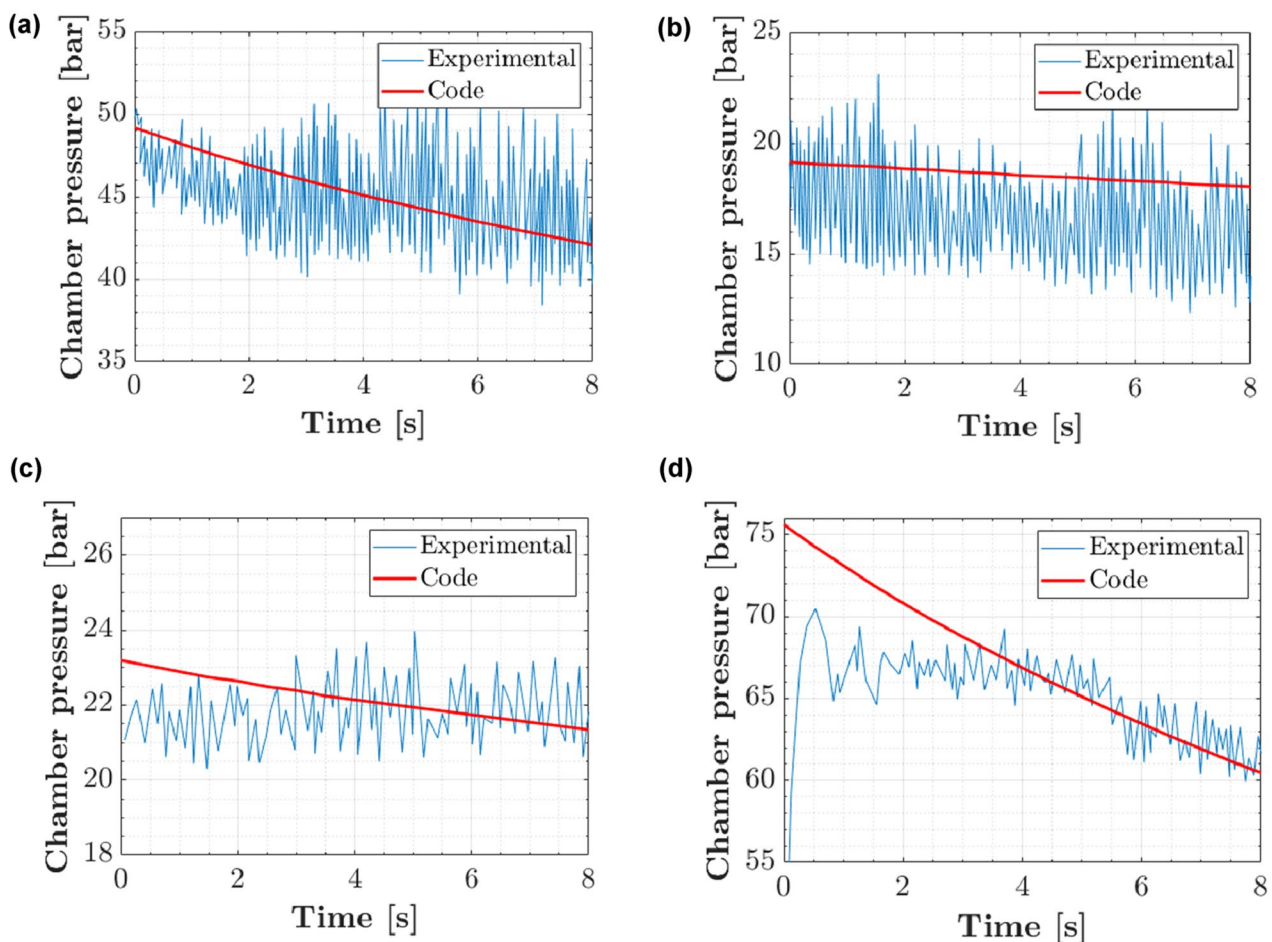 (a)
Chamber pressure [bar]
55
50
45
40
35
Experimental
Code
0 2 4 6 8
Time [s]
(b)
Chamber pressure [bar]
25
20
15
10
Experimental
Code
0 2 4 6 8
Time [s]
(c)
Chamber pressure [bar]
26
24
22
20
18
Experimental
Code
0 2 4 6 8
Time [s]
(d)
Chamber pressure [bar]
75
70
65
60
55
Experimental
Code
0 2 4 6 8
Time [s]